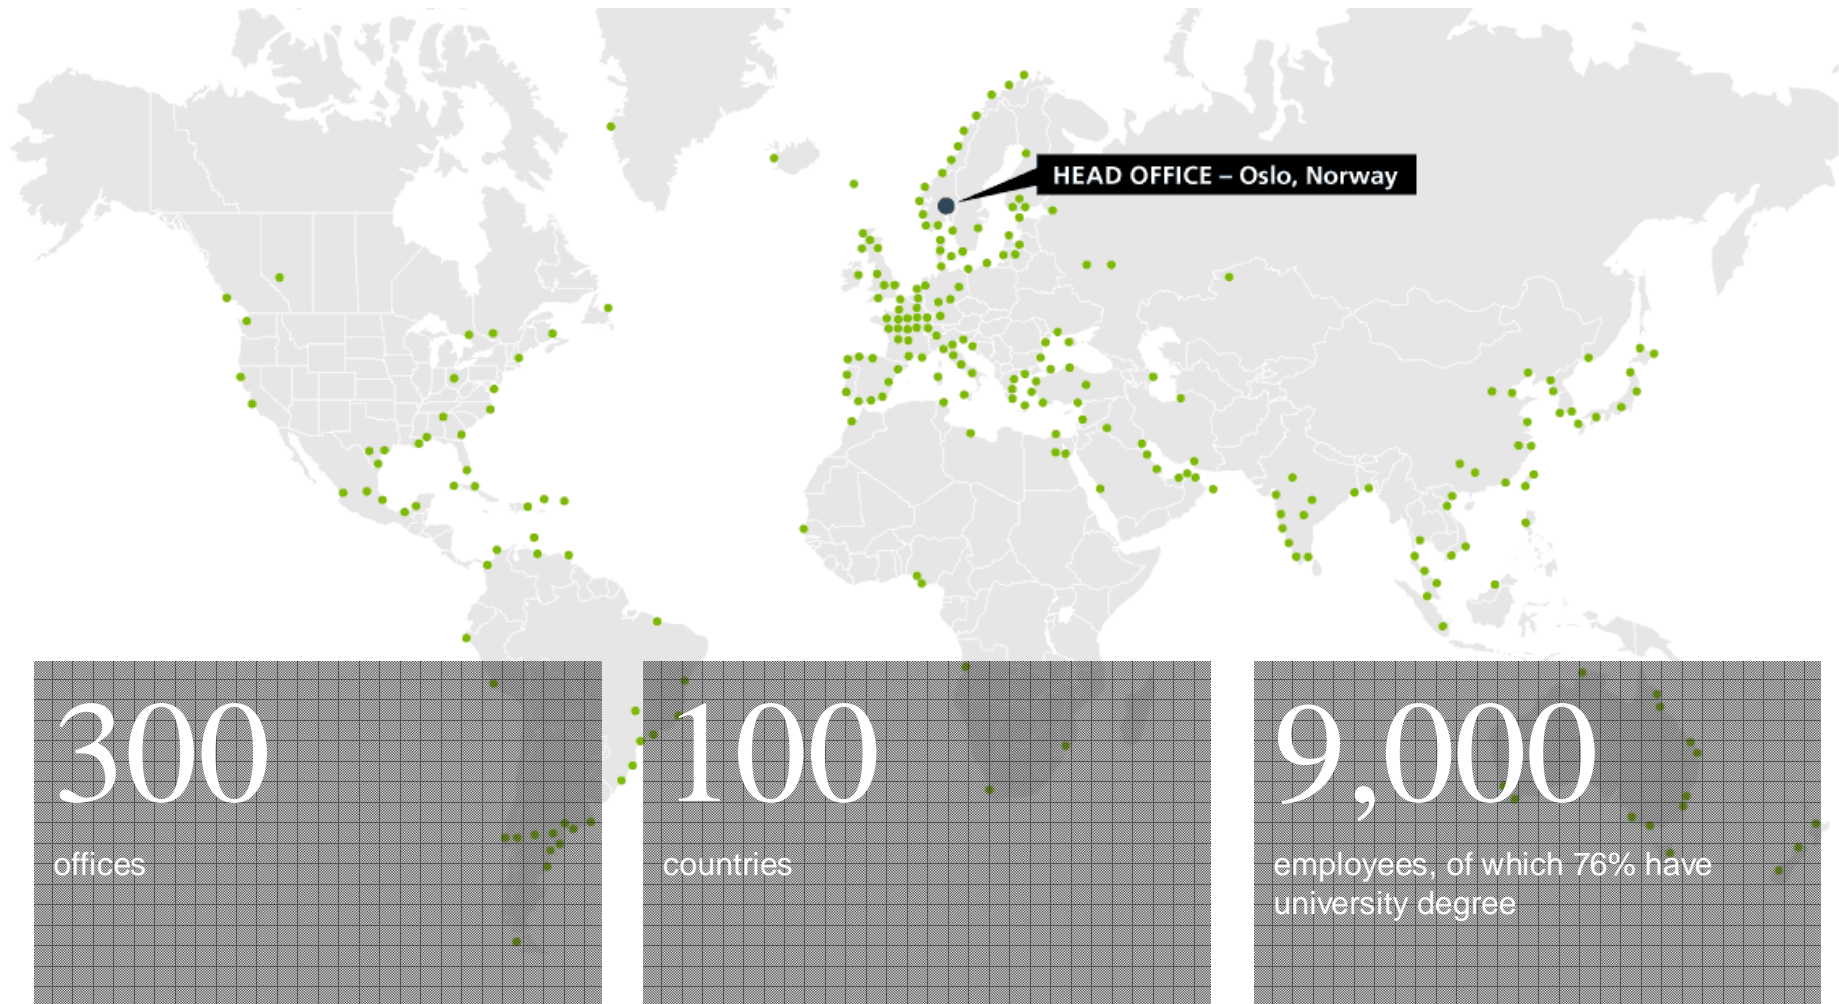 HEAD OFFICE – Oslo, Norway
300
offices
100
countries
9,000
employees, of which 76% have
university degree